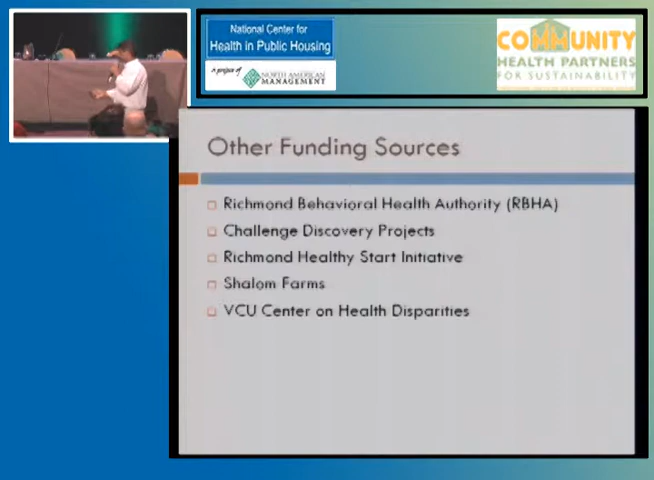 National Center for
Health in Public Housing
a project of
NORTH AMERICAN
MANAGEMENT
COMMUNITY
HEALTH PARTNERS
FOR SUSTAINABILITY
Other Funding Sources
Richmond Behavioral Health Authority (RBHA)
Challenge Discovery Projects
Richmond Healthy Start Initiative
Shalom Farms
VCU Center on Health Disparities